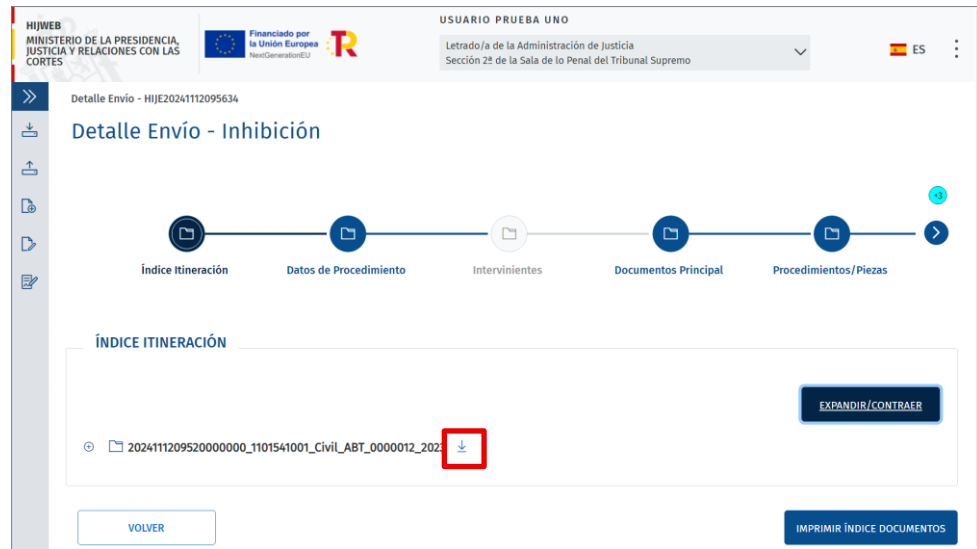 HIJWEB
MINISTERIO DE LA PRESIDENCIA,
JUSTICIA Y RELACIONES CON LAS
CORTES
Financiado por
la Unión Europea
NextGenerationEU
R
USUARIO PRUEBA UNO
Letrado/a de la Administración de Justicia
Sección 2ª de la Sala de lo Penal del Tribunal Supremo
ES
Detalle Envío - HIJE20241112095634
Detalle Envío - Inhibición
+3
Índice Itineración
Datos de Procedimiento
Intervinientes
Documentos Principal
Procedimientos/Piezas
ÍNDICE ITINERACIÓN
EXPANDIR/CONTRAER
2024111209520000000_1101541001_Civil_ABT_0000012_2023
VOLVER
IMPRIMIR ÍNDICE DOCUMENTOS